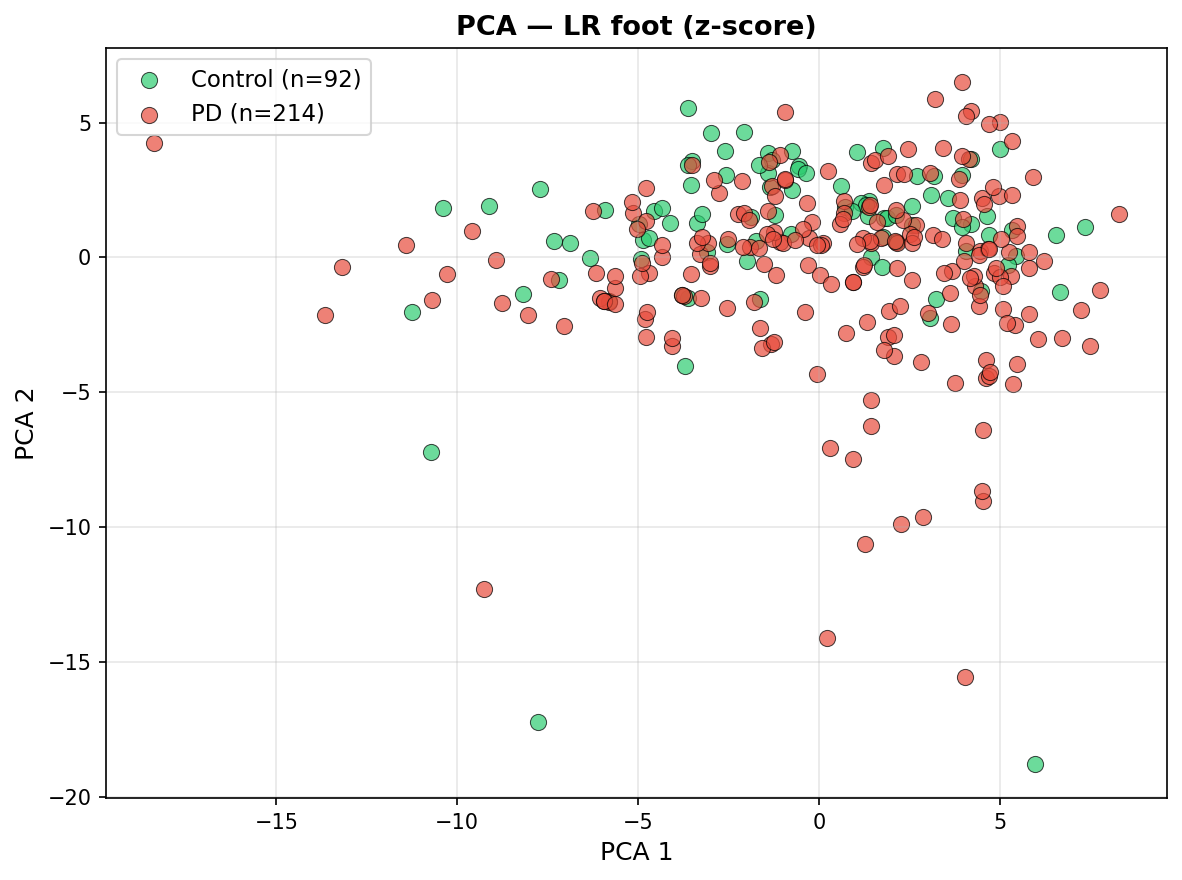 PCA — LR foot (z-score)
Control (n=92)
PD (n=214)
5
0
−5
−10
−15
−20
PCA 2
−15
−10
−5
0
5
PCA 1